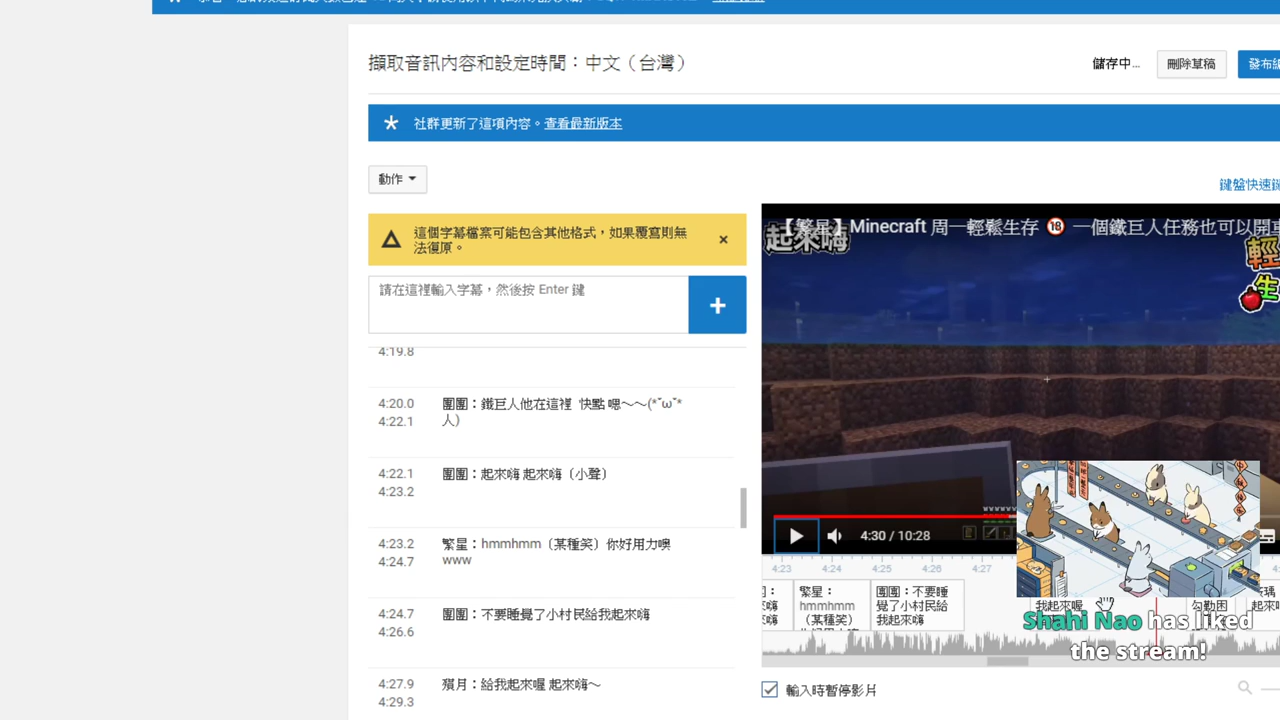 擷取音訊內容和設定時間：中文（台灣）
儲存中...
刪除草稿
社群更新了這項內容。查看最新版本
動作
鍵盤快速鍵
這個字幕檔案可能包含其他格式，如果覆寫則無
法復原。
請在這裡輸入字幕，然後按 Enter 鍵
+
4:19.8
4:20.0
4:22.1
團團：鐵巨人他在這裡 快點 嗯～～(*˘ω˘*
人)
4:22.1
4:23.2
團團：起來嗨 起來嗨（小聲）
4:23.2
4:24.7
繁星：hmmhmm（某種笑）你好用力噢
www
4:24.7
4:26.6
團團：不要睡覺了小村民給我起來嗨
4:27.9
4:29.3
殞月：給我起來喔 起來嗨～
【繁星】Minecraft 周一輕鬆生存 🔞 一個鐵巨人任務也可以開車
起來嗨
輕
生
4:30 / 10:28
4:23
4:24
4:25
4:26
4:27
繁星：
hmmhmm
（某種笑）
團團：不要睡
覺了小村民給
我起來嗨
我起來喔
Shahi Nao has liked
the stream!
輸入時暫停影片